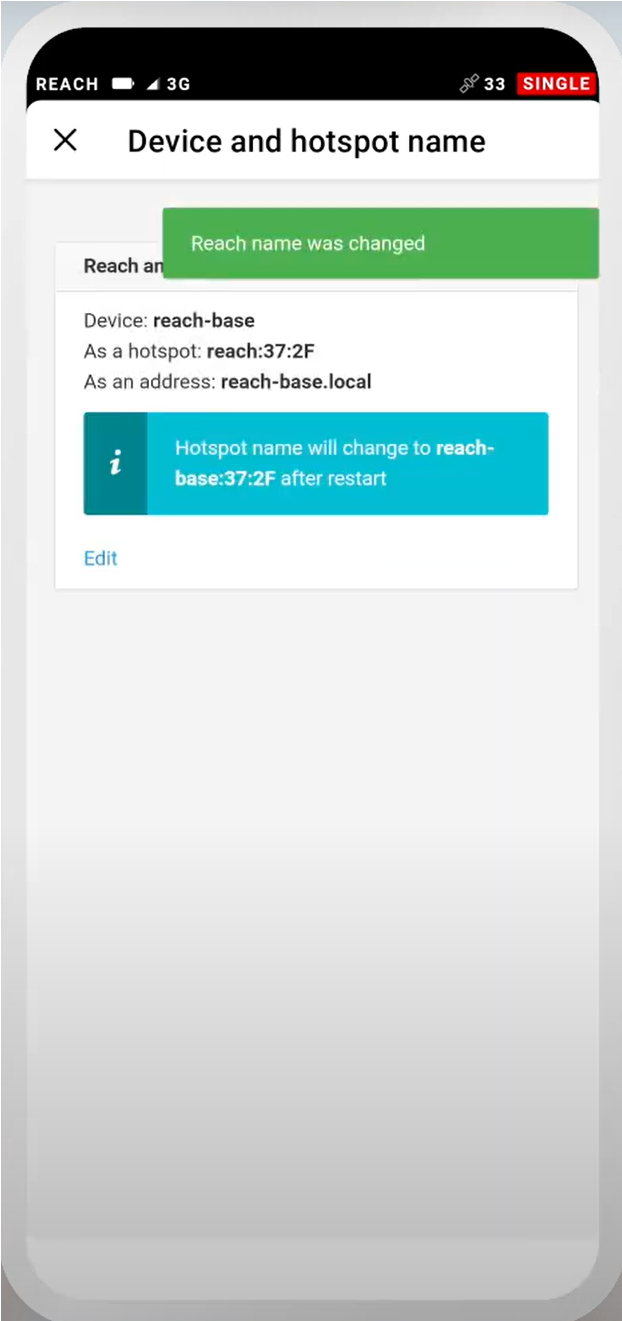 REACH 3G 33 SINGLE
Device and hotspot name
Reach name was changed
Reach an
Device: reach-base
As a hotspot: reach:37:2F
As an address: reach-base.local
i
Hotspot name will change to reach-
base:37:2F after restart
Edit